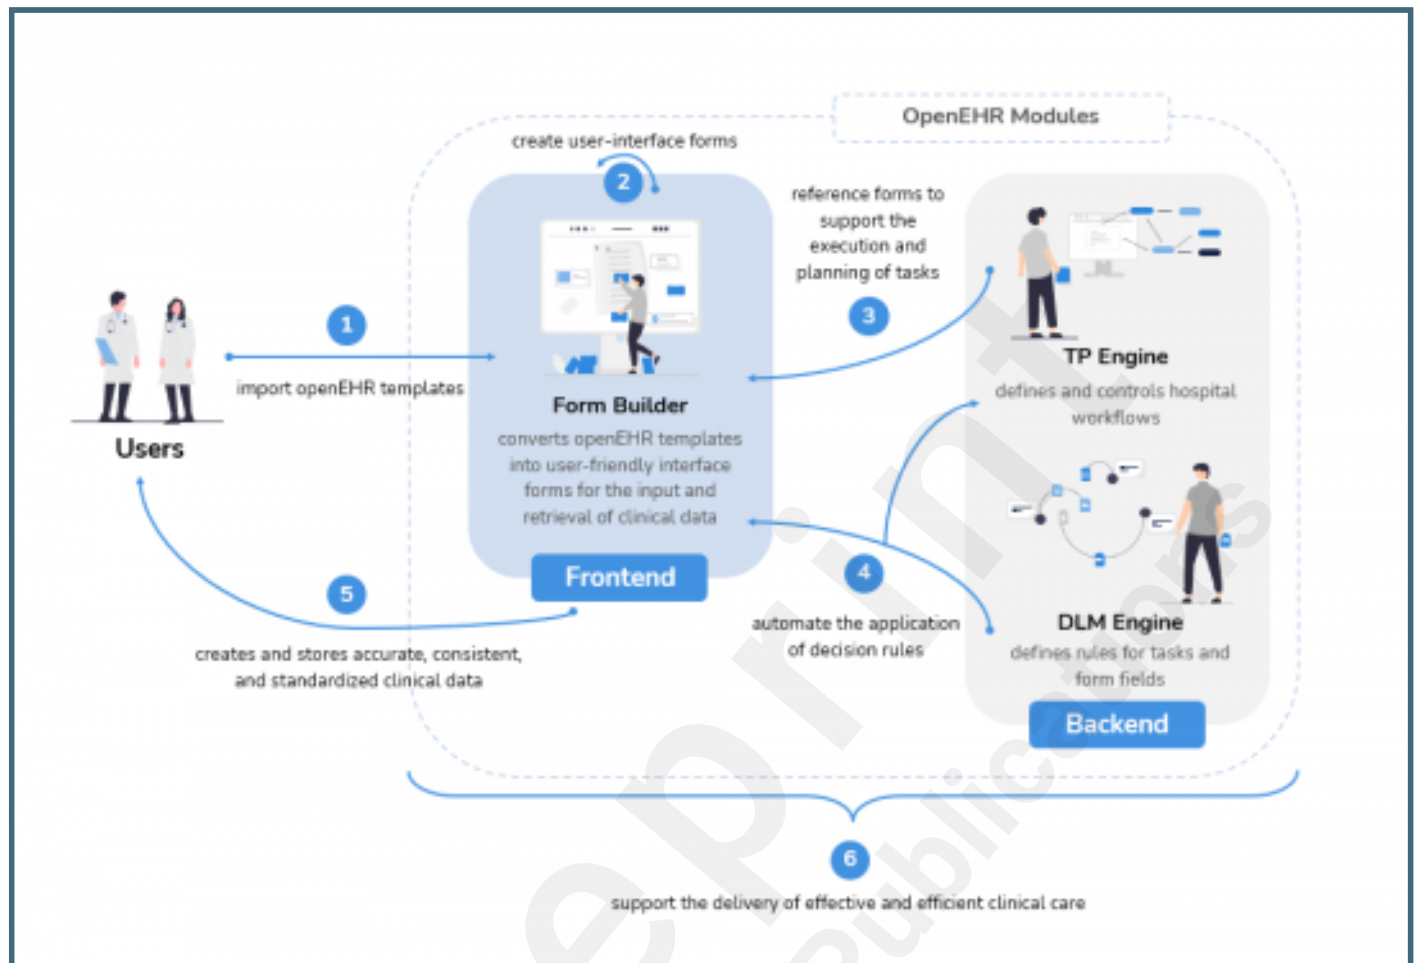 OpenEHR Modules
create user-interface forms
2
reference forms to
support the
execution and
planning of tasks
3
1
import openEHR templates
Users
Form Builder
converts openEHR templates
into user-friendly interface
forms for the input and
retrieval of clinical data
Frontend
TP Engine
defines and controls hospital
workflows
4
automate the application
of decision rules
DLM Engine
defines rules for tasks and
form fields
Backend
5
creates and stores accurate, consistent,
and standardized clinical data
6
support the delivery of effective and efficient clinical care
eprint
Publications